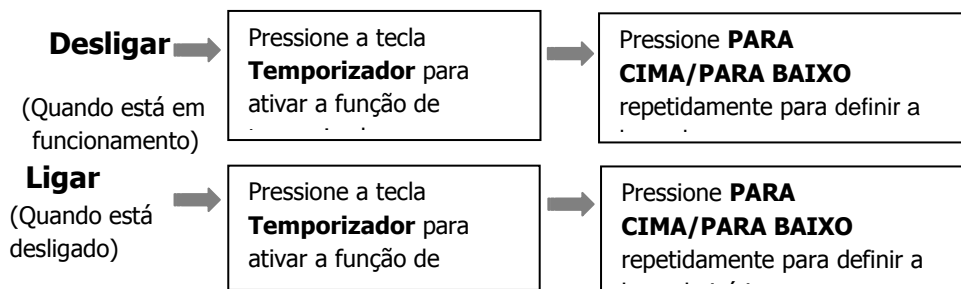 Desligar
(Quando está em
funcionamento)
Pressione a tecla
Temporizador para
ativar a função de
Pressione PARA
CIMA/PARA BAIXO
repetidamente para definir a
Ligar
(Quando está
desligado)
Pressione a tecla
Temporizador para
ativar a função de
Pressione PARA
CIMA/PARA BAIXO
repetidamente para definir a